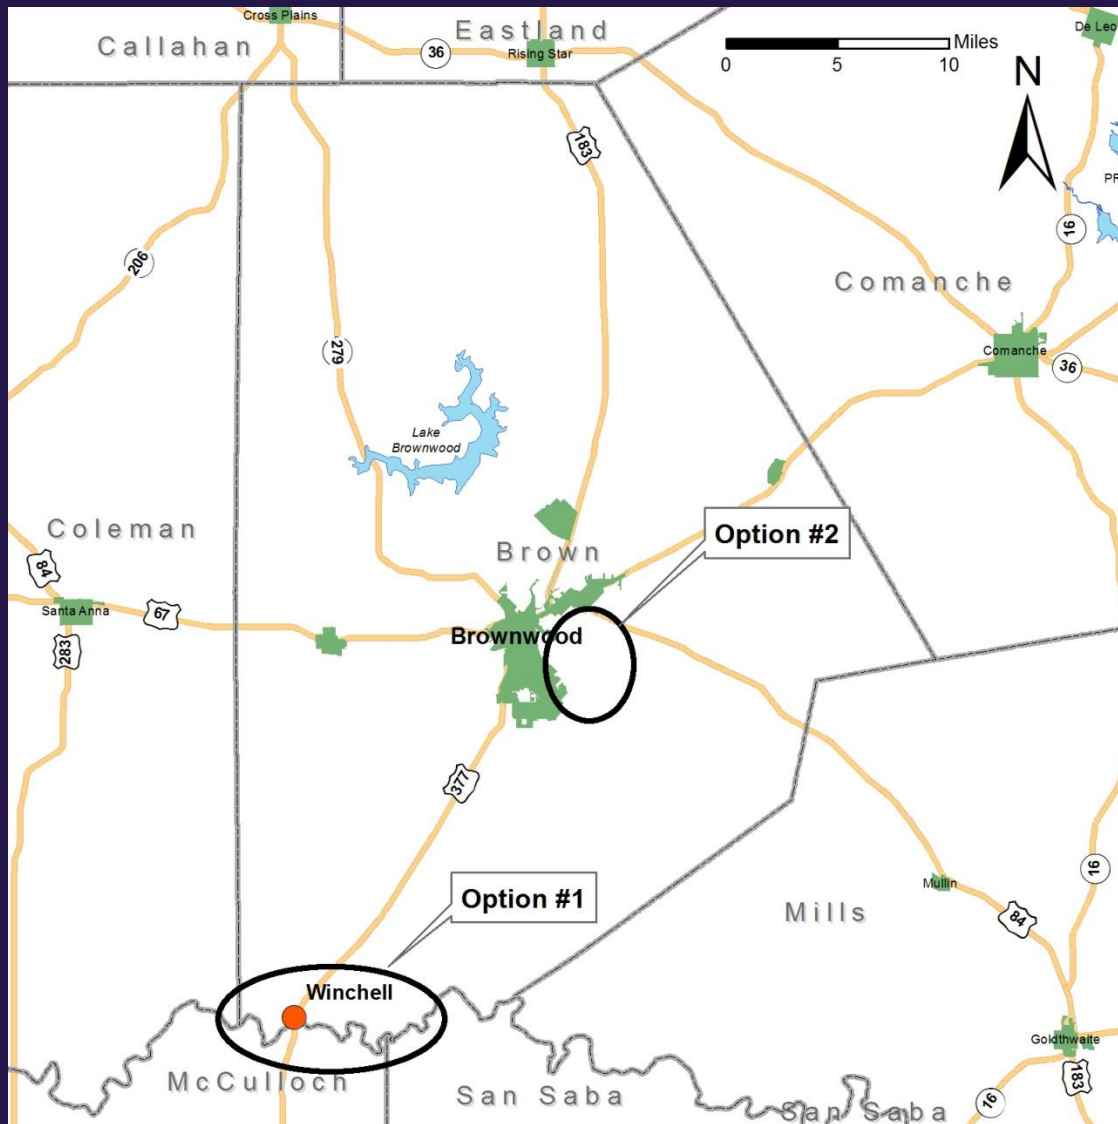 Cross Plains
Callahan
Eastland
36
Rising Star
De Leo
Miles
0 5 10
N
183
PR
16
206
Comanche
279
Comanche
36
Lake
Brownwood
Coleman
84
Option #2
Brown
Santa Anna
67
283
Brownwood
377
Option #1
Mullin
16
Mills
84
Winchell
Goldthwaite
McCulloch
San Saba
San Saba
16
183